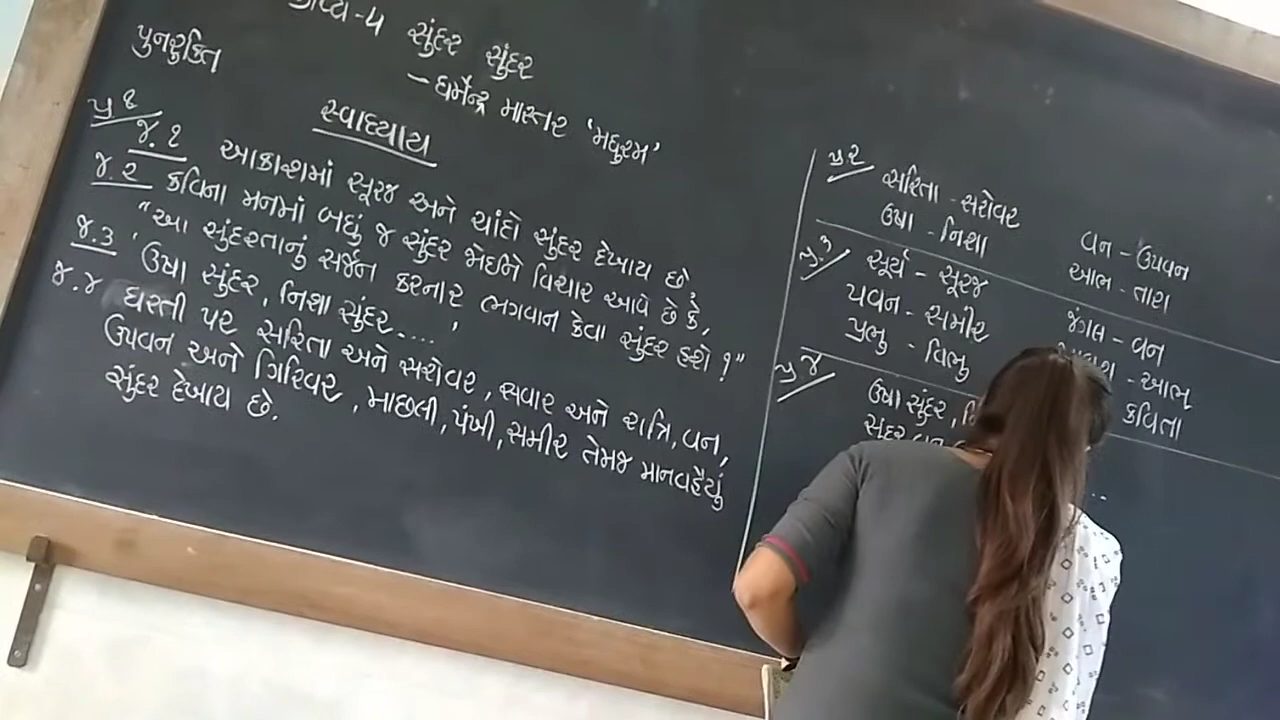 કાવ્ય-૫ સુંદર સુંદર
- ધર્મેન્દ્ર માસ્તર 'મધુરમ'
પુનરુક્તિ
સ્વાધ્યાય
પ્ર ૧
જ.૧ આકાશમાં સૂરજ અને ચાંદો સુંદર દેખાય છે.
જ.૨ કવિના મનમાં બધું જ સુંદર જોઈને વિચાર આવે છે કે,
"આ સુંદરતાનું સર્જન કરનાર ભગવાન કેવા સુંદર હશે ?"
જ.૩ 'ઉષા સુંદર, નિશા સુંદર....'
જ.૪ ધરતી પર સરિતા અને સરોવર, સવાર અને રાત્રિ, વન,
ઉપવન અને ગિરિવર, માછલી, પંખી, સમીર તેમજ માનવહૈયું
સુંદર દેખાય છે.
પ્ર ૨
સરિતા - સરોવર
વન - ઉપવન
ઉષા - નિશા
આભ - તારા
પ્ર.૩
સૂર્ય - સૂરજ
જંગલ - વન
પવન - સમીર
- આભ
પ્રભુ - વિભુ
કવિતા
પ્ર ૪
ઉષા સુંદર,
સુંદર વન